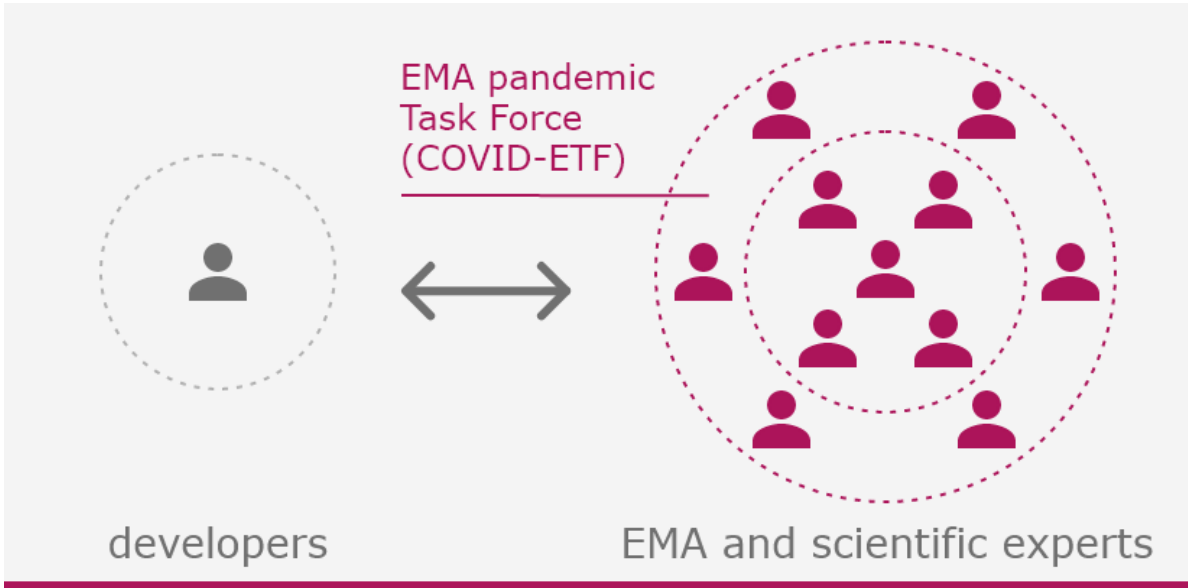 EMA pandemic
Task Force
(COVID-ETF)
developers
EMA and scientific experts